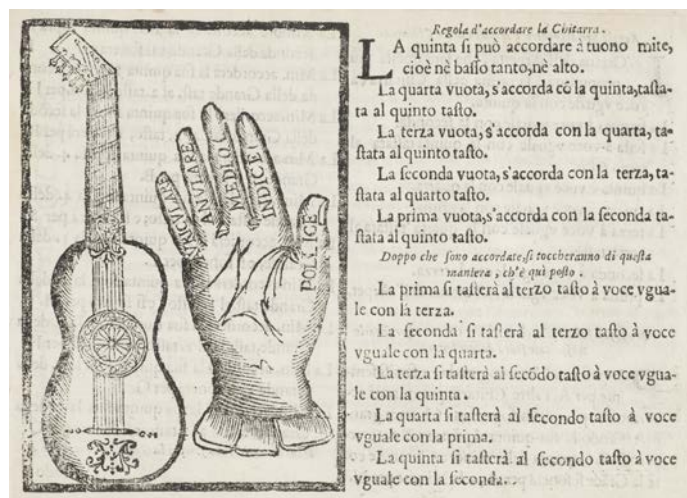 AVRICVLARE
ANVLARE
MEDIO
INDICE
POLLICE
Regola d'accordare la Chitarra.
LA quinta ſi può accordare à tuono mite,
cioè nè baſſo tanto, nè alto.
La quarta vuota, s'accorda cõ la quinta, taſta-
ta al quinto taſto.
La terza vuota, s'accorda con la quarta, ta-
ſtata al quinto taſto.
La ſeconda vuota, s'accorda con la terza, ta-
ſtata al quarto taſto.
La prima vuota, s'accorda con la ſeconda ta-
ſtata al quinto taſto.
Doppo che ſono accordate, ſi toccheranno di queſta
maniera, ch'è quì poſto.
La prima ſi taſterà al terzo taſto à voce vgua-
le con la terza.
La ſeconda ſi taſterà al terzo taſto à voce
vguale con la quarta.
La terza ſi taſterà al ſecõdo taſto à voce vgua-
le con la quinta.
La quarta ſi taſterà al ſecondo taſto à voce
vguale con la prima.
La quinta ſi taſterà al ſecondo taſto à voce
vguale con la ſeconda.